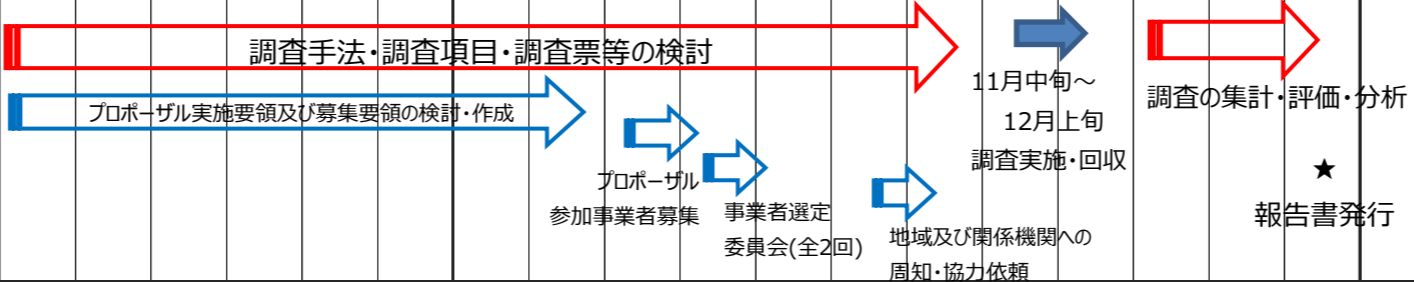 調査手法・調査項目・調査票等の検討
プロポーザル実施要領及び募集要領の検討・作成
プロポーザル
参加事業者募集
事業者選定
委員会(全2回)
地域及び関係機関への
周知・協力依頼
11月中旬～
12月上旬
調査実施・回収
調査の集計・評価・分析
★
報告書発行